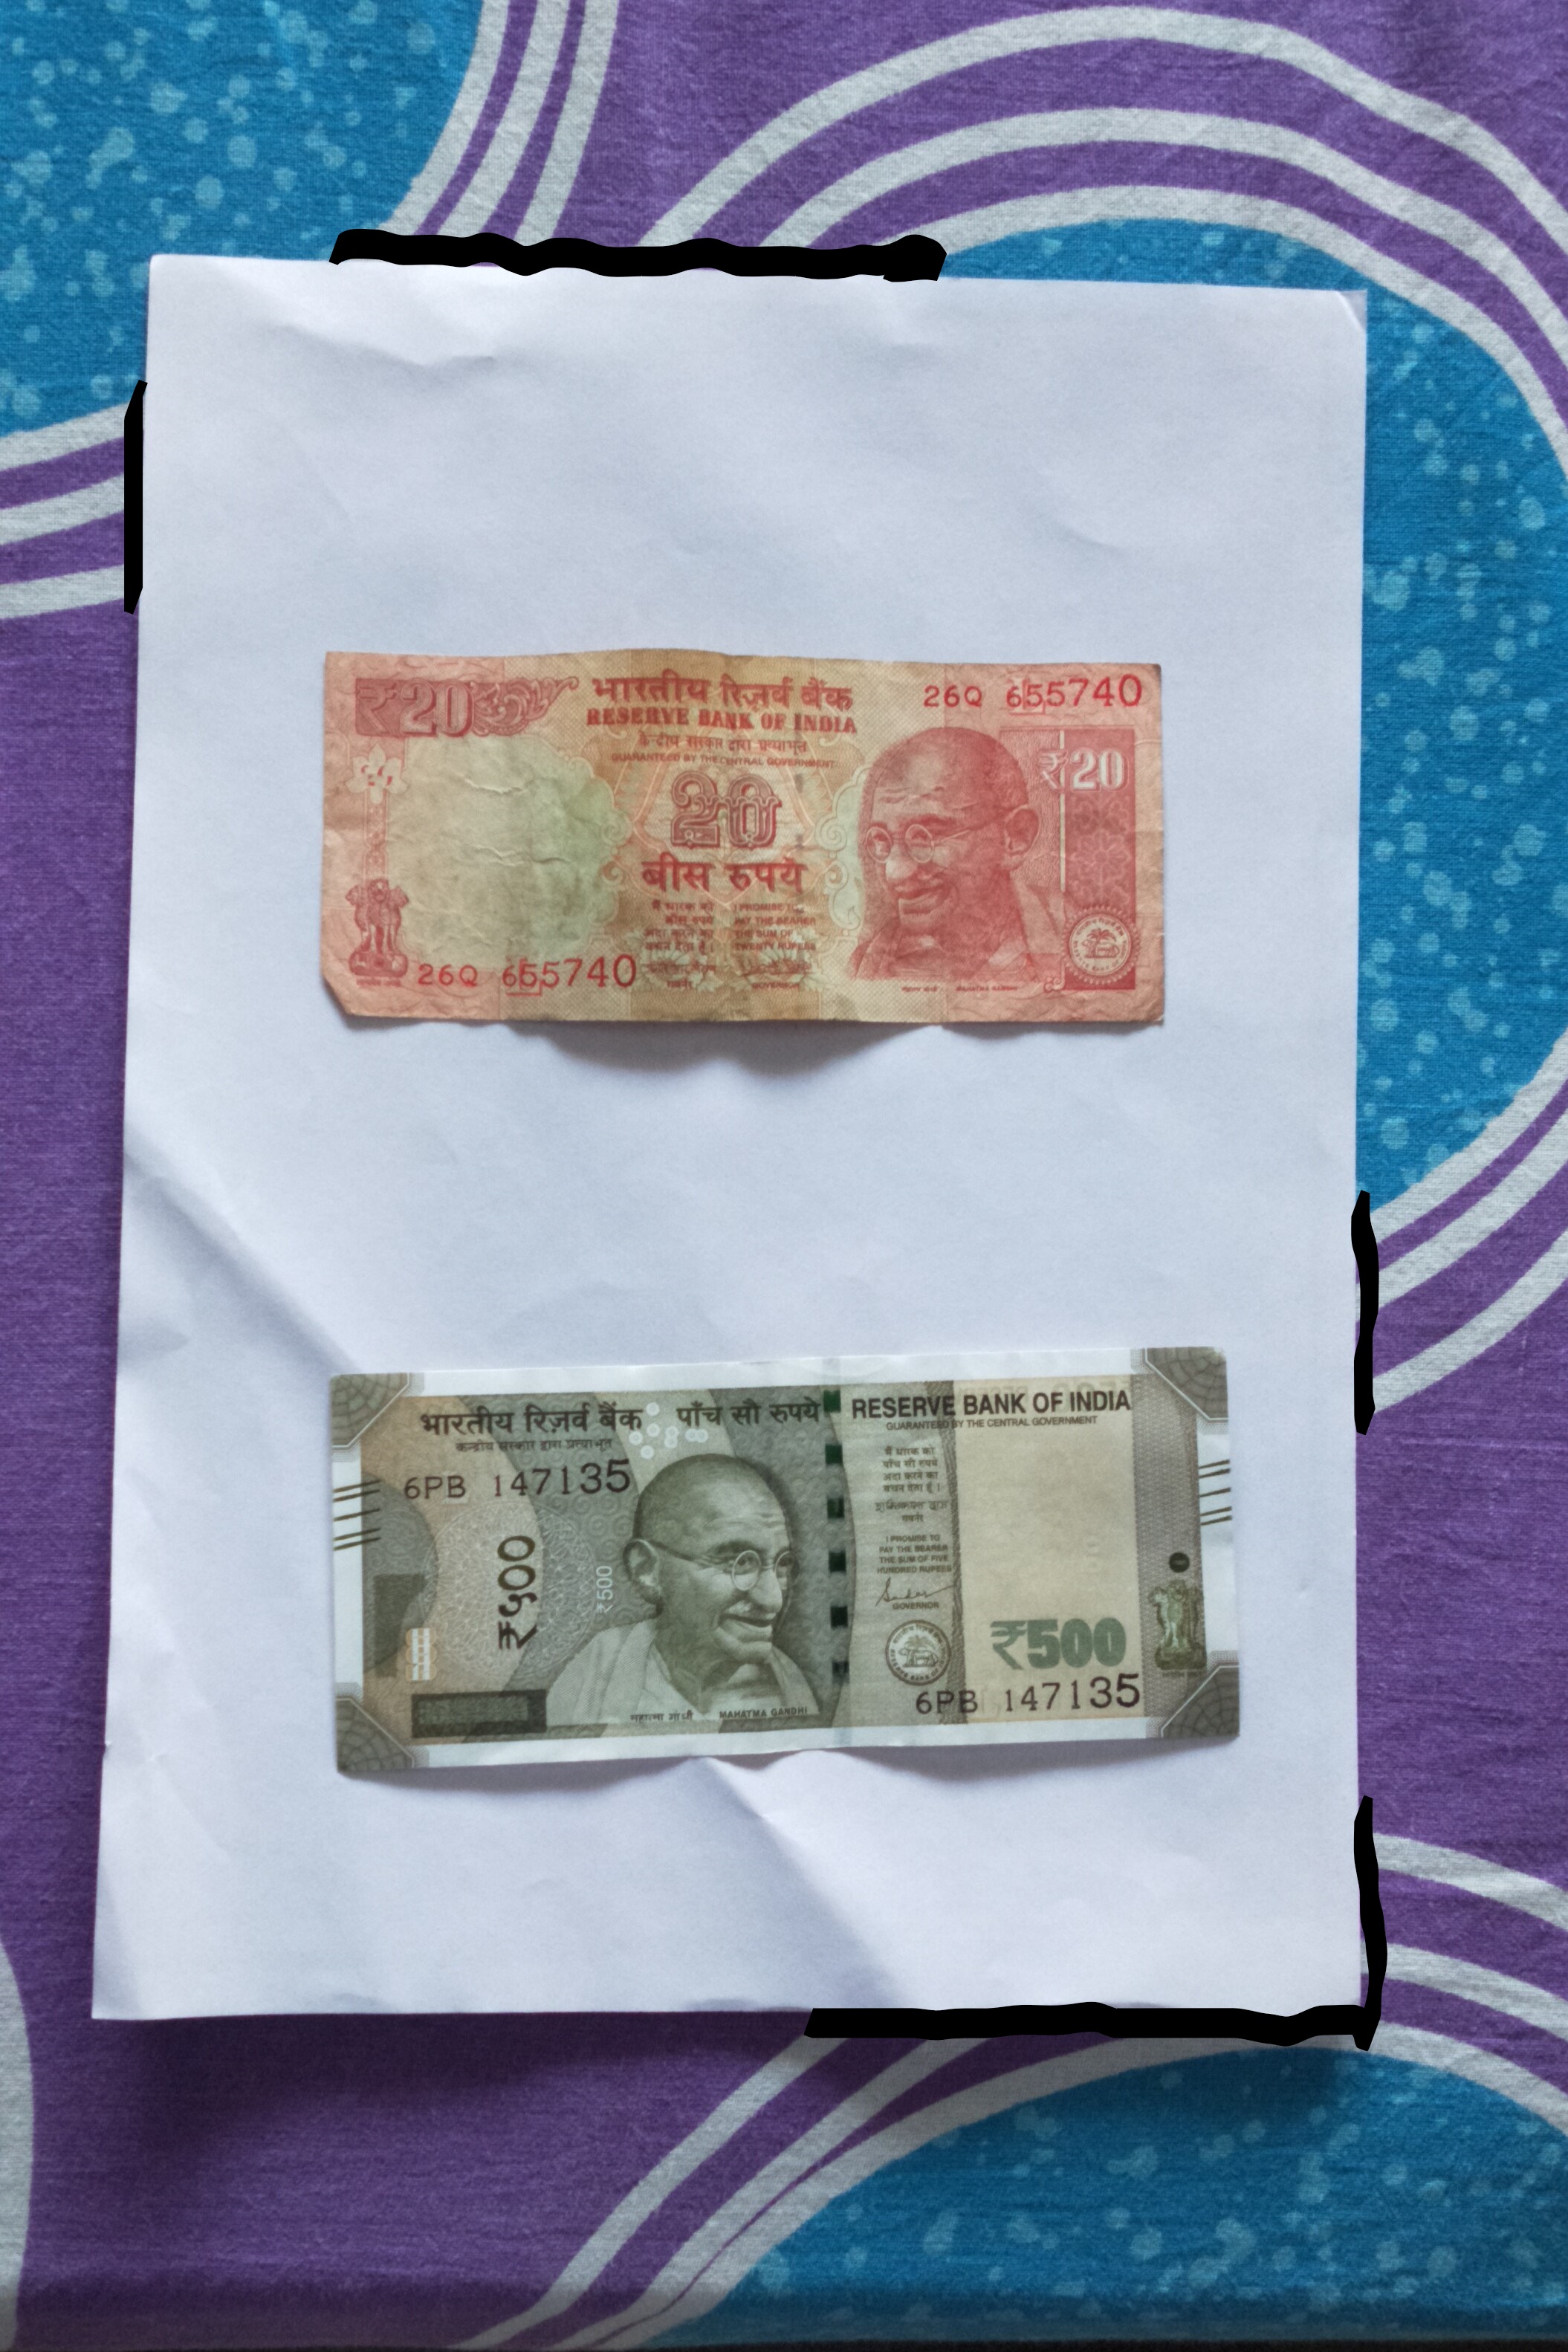 ₹20
भारतीय रिज़र्व बैंक
RESERVE BANK OF INDIA
केन्द्रीय सरकार द्वारा प्रत्याभूत
GUARANTEED BY THE CENTRAL GOVERNMENT
26Q 655740
₹20
20
बीस रुपये
मैं धारक को
बीस रुपये
अदा करने का
वचन देता हूँ।
I PROMISE TO
PAY THE BEARER
THE SUM OF
TWENTY RUPEES
गवर्नर
GOVERNOR
26Q 655740
MAHATMA GANDHI
भारतीय रिज़र्व बैंक
केन्द्रीय सरकार द्वारा प्रत्याभूत
पाँच सौ रुपये
RESERVE BANK OF INDIA
GUARANTEED BY THE CENTRAL GOVERNMENT
6PB 147135
₹५००
₹500
मैं धारक को
पाँच सौ रुपये
अदा करने का
वचन देता हूँ।
गवर्नर
I PROMISE TO
PAY THE BEARER
THE SUM OF FIVE
HUNDRED RUPEES
GOVERNOR
₹500
6PB 147135
महात्मा गांधी MAHATMA GANDHI